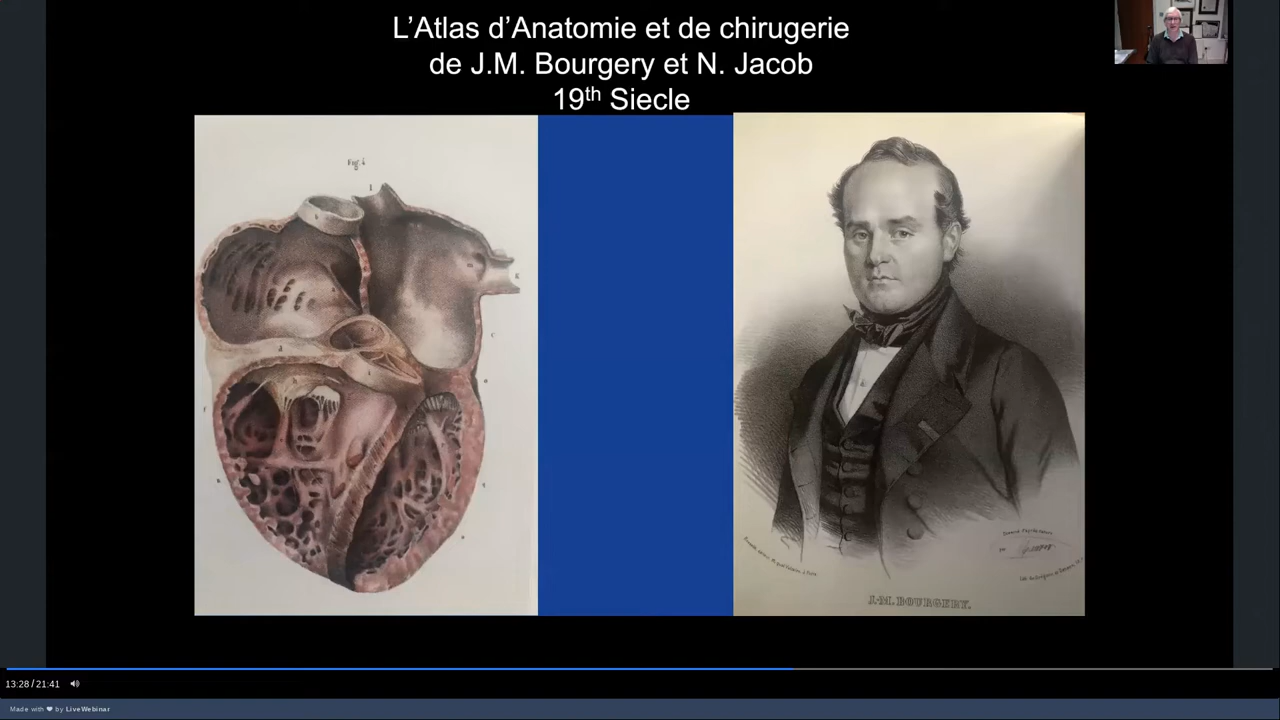 L’Atlas d’Anatomie et de chirugerie
de J.M. Bourgery et N. Jacob
19th Siecle
Fig. 4
J.-M. BOURGERY.
13:28 / 21:41
Made with ❤ by LiveWebinar